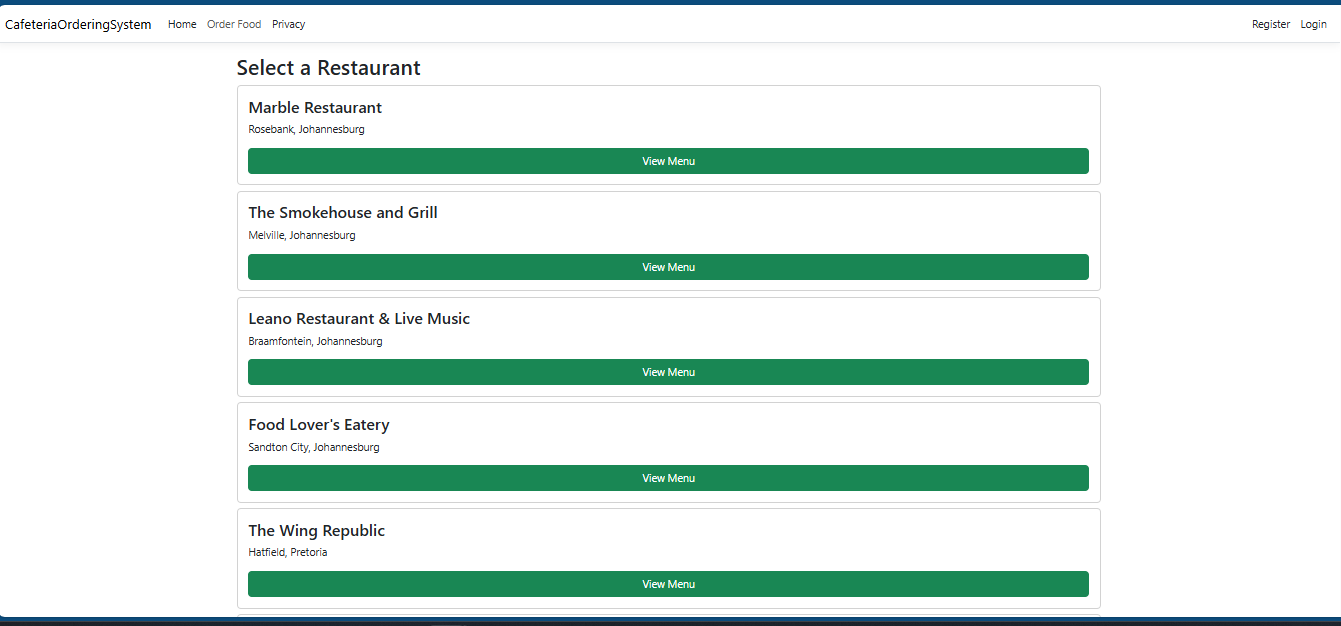 CafeteriaOrderingSystem Home Order Food Privacy Register Login
Select a Restaurant
Marble Restaurant
Rosebank, Johannesburg
View Menu
The Smokehouse and Grill
Melville, Johannesburg
View Menu
Leano Restaurant & Live Music
Braamfontein, Johannesburg
View Menu
Food Lover's Eatery
Sandton City, Johannesburg
View Menu
The Wing Republic
Hatfield, Pretoria
View Menu